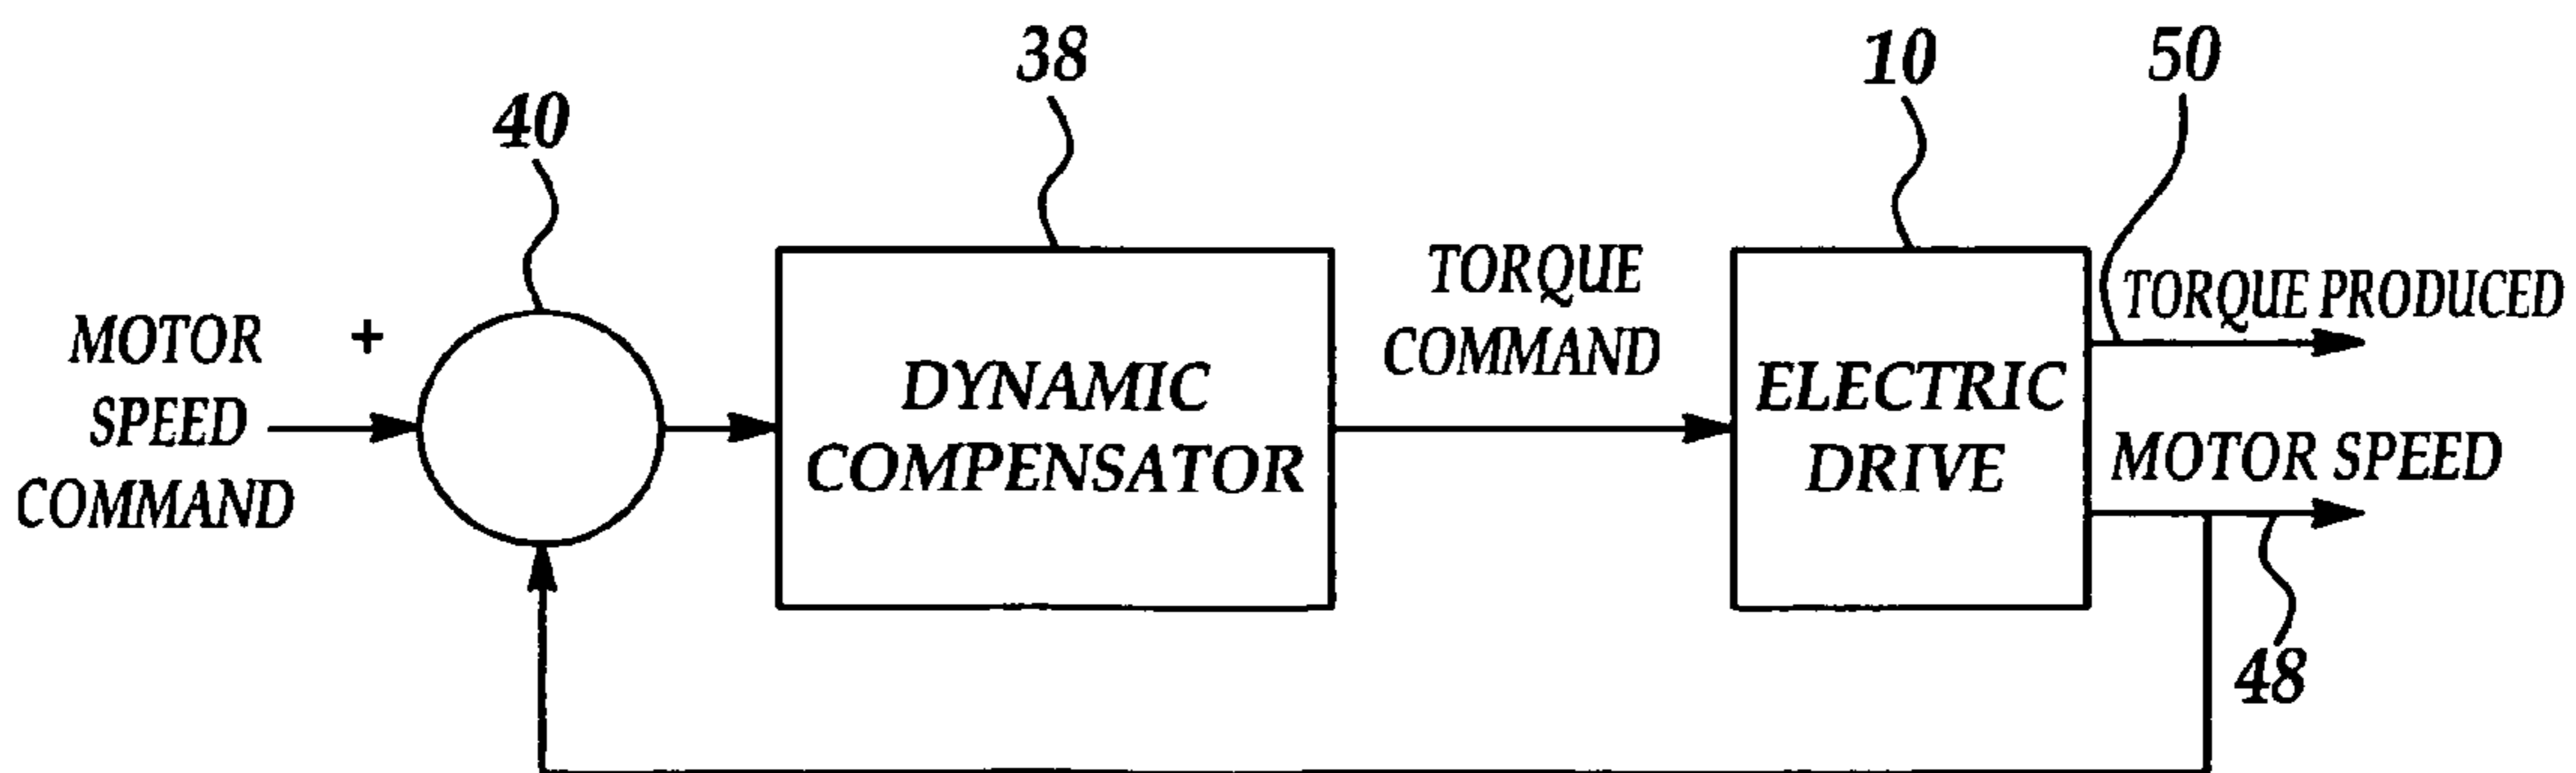 38
10
50
40
MOTOR
SPEED
COMMAND
+
DYNAMIC
COMPENSATOR
TORQUE
COMMAND
ELECTRIC
DRIVE
TORQUE PRODUCED
MOTOR SPEED
48